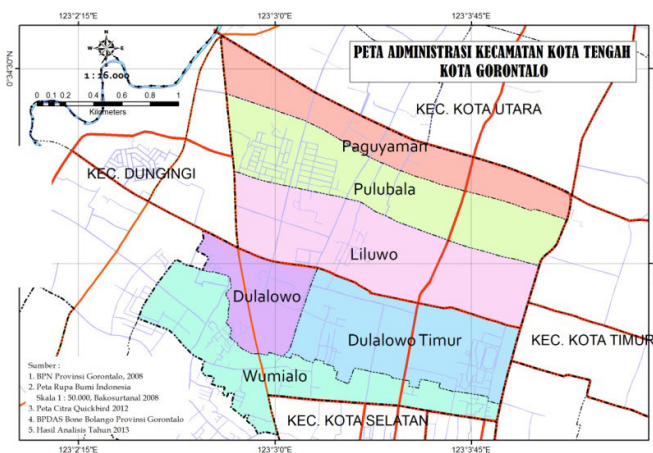 123°2'15"E
123°3'0"E
123°3'45"E
0°34'30"N
N
W
E
S
1 : 16.000
0 0.1 0.2 0.4 0.6 0.8 1
Kilometers
PETA ADMINISTRASI KECAMATAN KOTA TENGAH
KOTA GORONTALO
KEC. KOTA UTARA
Paguyaman
KEC. DUNGINGI
Pulubala
Liluwo
Dulalowo
Dulalowo Timur
KEC. KOTA TIMUR
Wumialo
KEC. KOTA SELATAN
Sumber :
1. BPN Provinsi Gorontalo, 2008
2. Peta Rupa Bumi Indonesia
Skala 1 : 50.000, Bakosurtanal 2008
3. Peta Citra Quickbird 2012
4. BPDAS Bone Bolango Provinsi Gorontalo
5. Hasil Analisis Tahun 2013
123°2'15"E
123°3'0"E
123°3'45"E